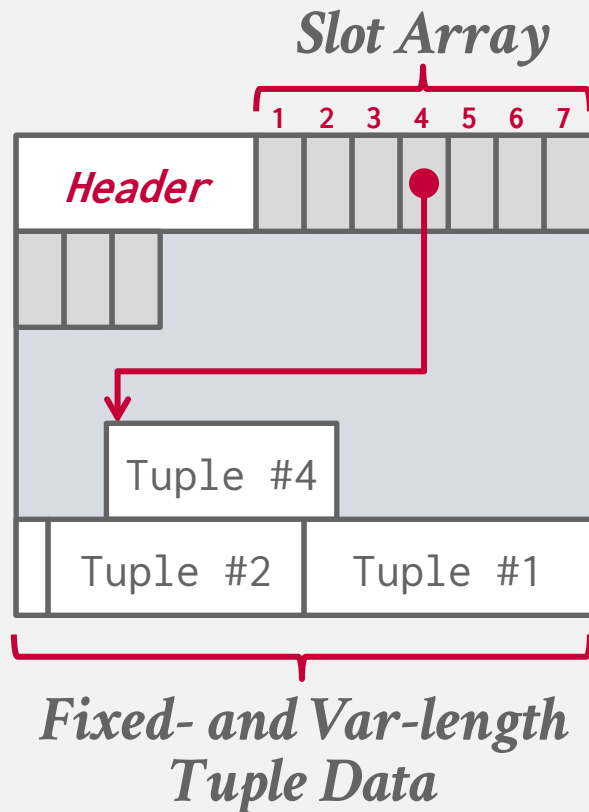 Slot Array
1 2 3 4 5 6 7
Header
Tuple #4
Tuple #2 Tuple #1
Fixed- and Var-length
Tuple Data